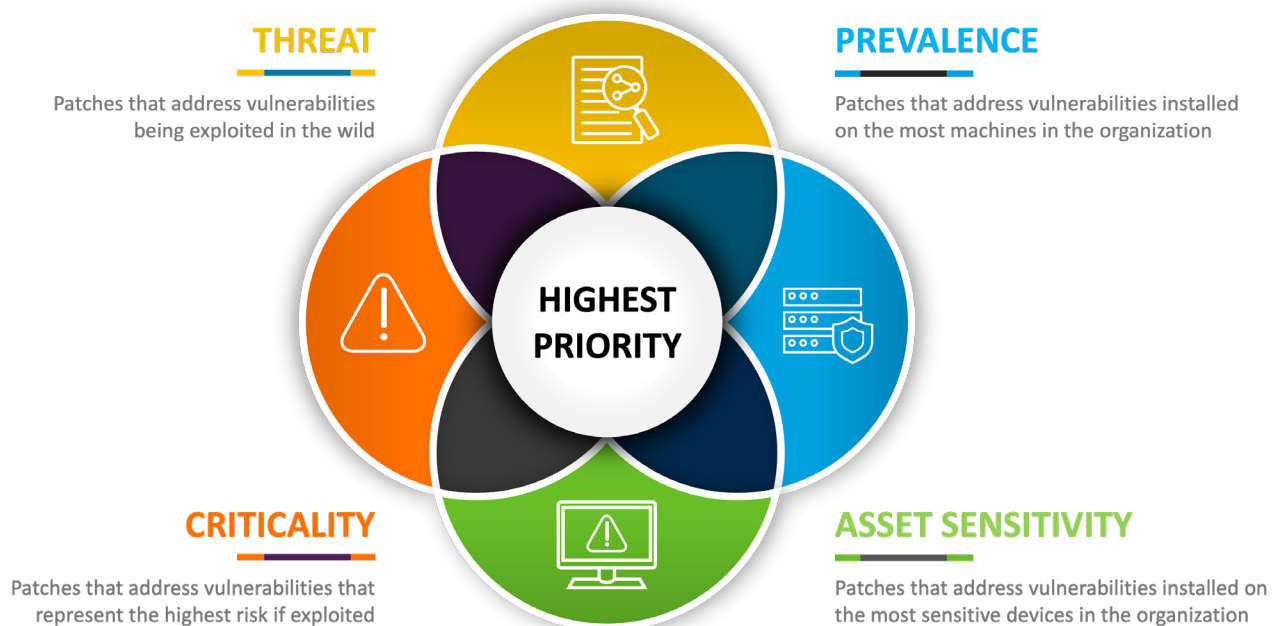 THREAT
Patches that address vulnerabilities
being exploited in the wild
PREVALENCE
Patches that address vulnerabilities installed
on the most machines in the organization
HIGHEST
PRIORITY
CRITICALITY
Patches that address vulnerabilities that
represent the highest risk if exploited
ASSET SENSITIVITY
Patches that address vulnerabilities installed on
the most sensitive devices in the organization